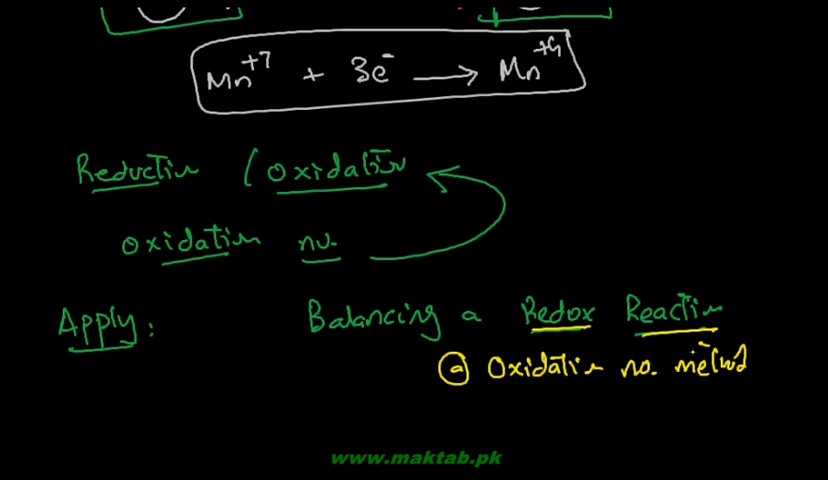 Mn+7 + 3e- → Mn+4
Reduction / Oxidation
Oxidation no.
Apply: Balancing a Redox Reaction
a Oxidation no. method
www.maktab.pk